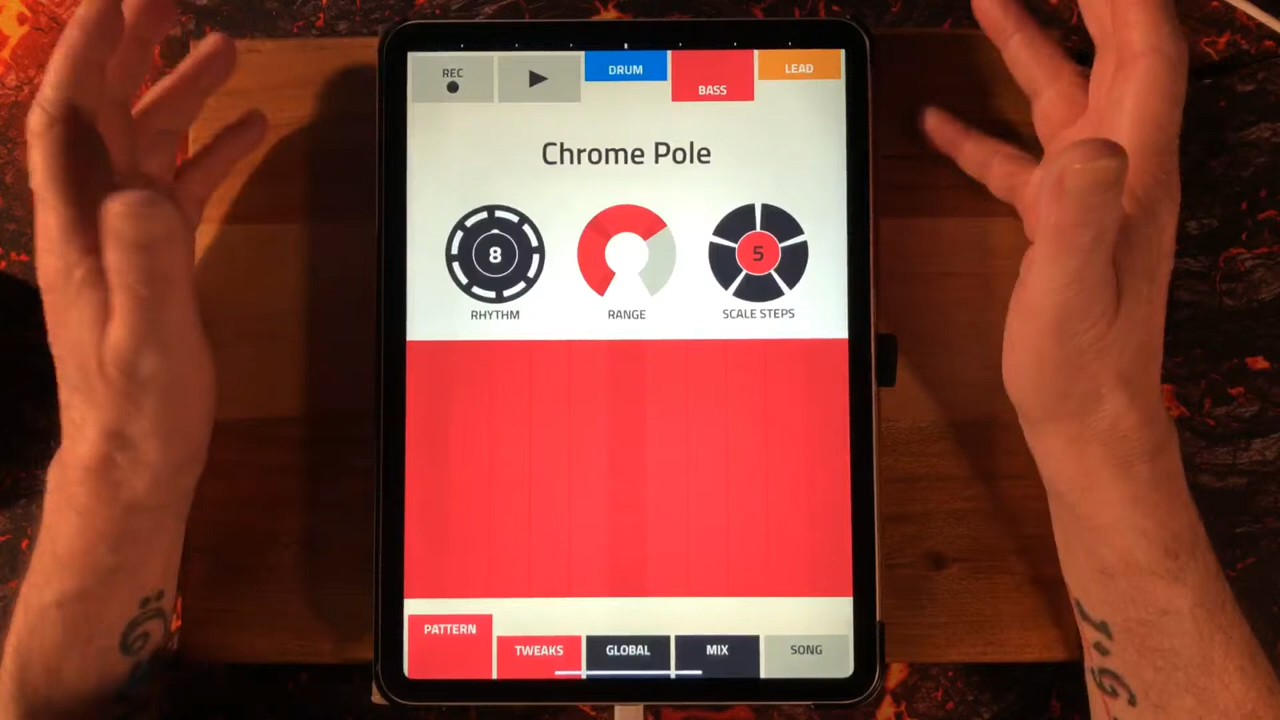 REC
DRUM
BASS
LEAD
Chrome Pole
8
5
RHYTHM
RANGE
SCALE STEPS
PATTERN
TWEAKS
GLOBAL
MIX
SONG